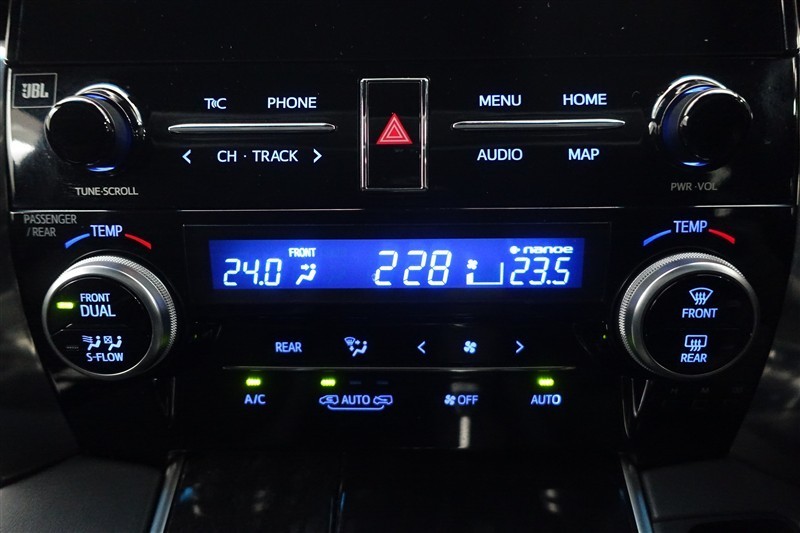 JBL
T C PHONE
CH · TRACK
TUNE·SCROLL
MENU HOME
AUDIO MAP
PWR·VOL
PASSENGER
/REAR
TEMP
FRONT
DUAL
S-FLOW
FRONT
24.0
228
nanoe
23.5
TEMP
FRONT
REAR
REAR
A/C
AUTO
OFF
AUTO